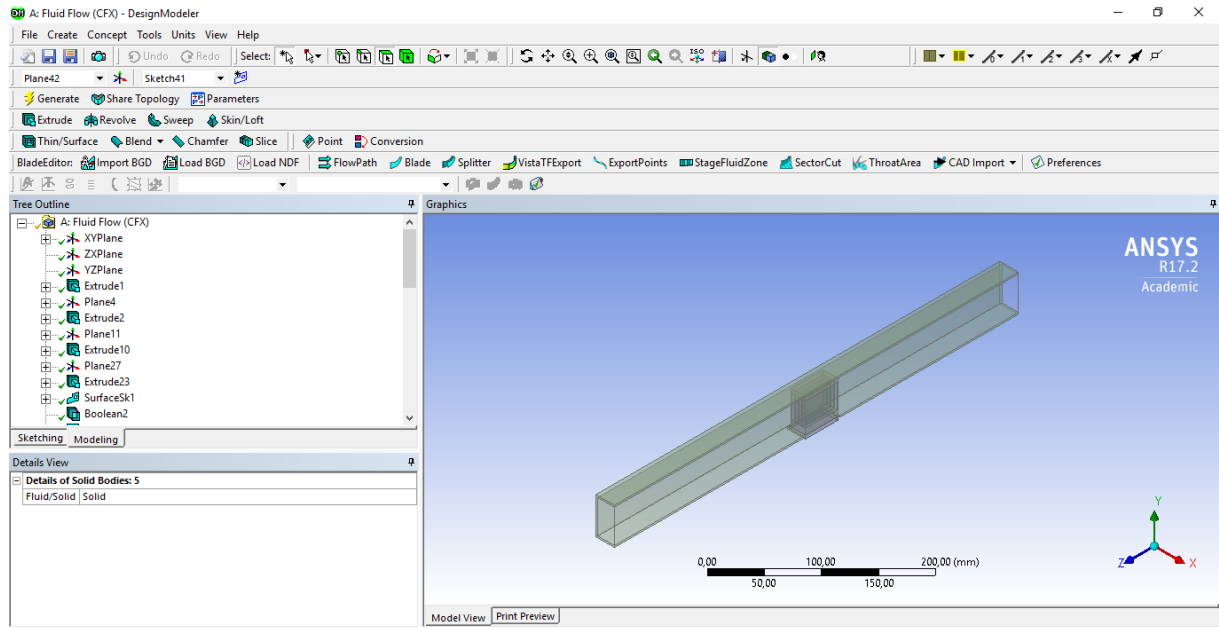 A: Fluid Flow (CFX) - DesignModeler
File Create Concept Tools Units View Help
Undo Redo Select: ISO
Plane42 Sketch41
Generate Share Topology Parameters
Extrude Revolve Sweep Skin/Loft
Thin/Surface Blend Chamfer Slice Point Conversion
BladeEditor: Import BGD Load BGD Load NDF FlowPath Blade Splitter VistaTFExport ExportPoints StageFluidZone SectorCut ThroatArea CAD Import Preferences
Tree Outline
A: Fluid Flow (CFX)
XYPlane
ZXPlane
YZPlane
Extrude1
Plane4
Extrude2
Plane11
Extrude10
Plane27
Extrude23
SurfaceSk1
Boolean2
Sketching Modeling
Details View
Details of Solid Bodies: 5
Fluid/Solid Solid
Graphics
ANSYS
R17.2
Academic
0,00 100,00 200,00 (mm)
50,00 150,00
Y
Z X
Model View Print Preview